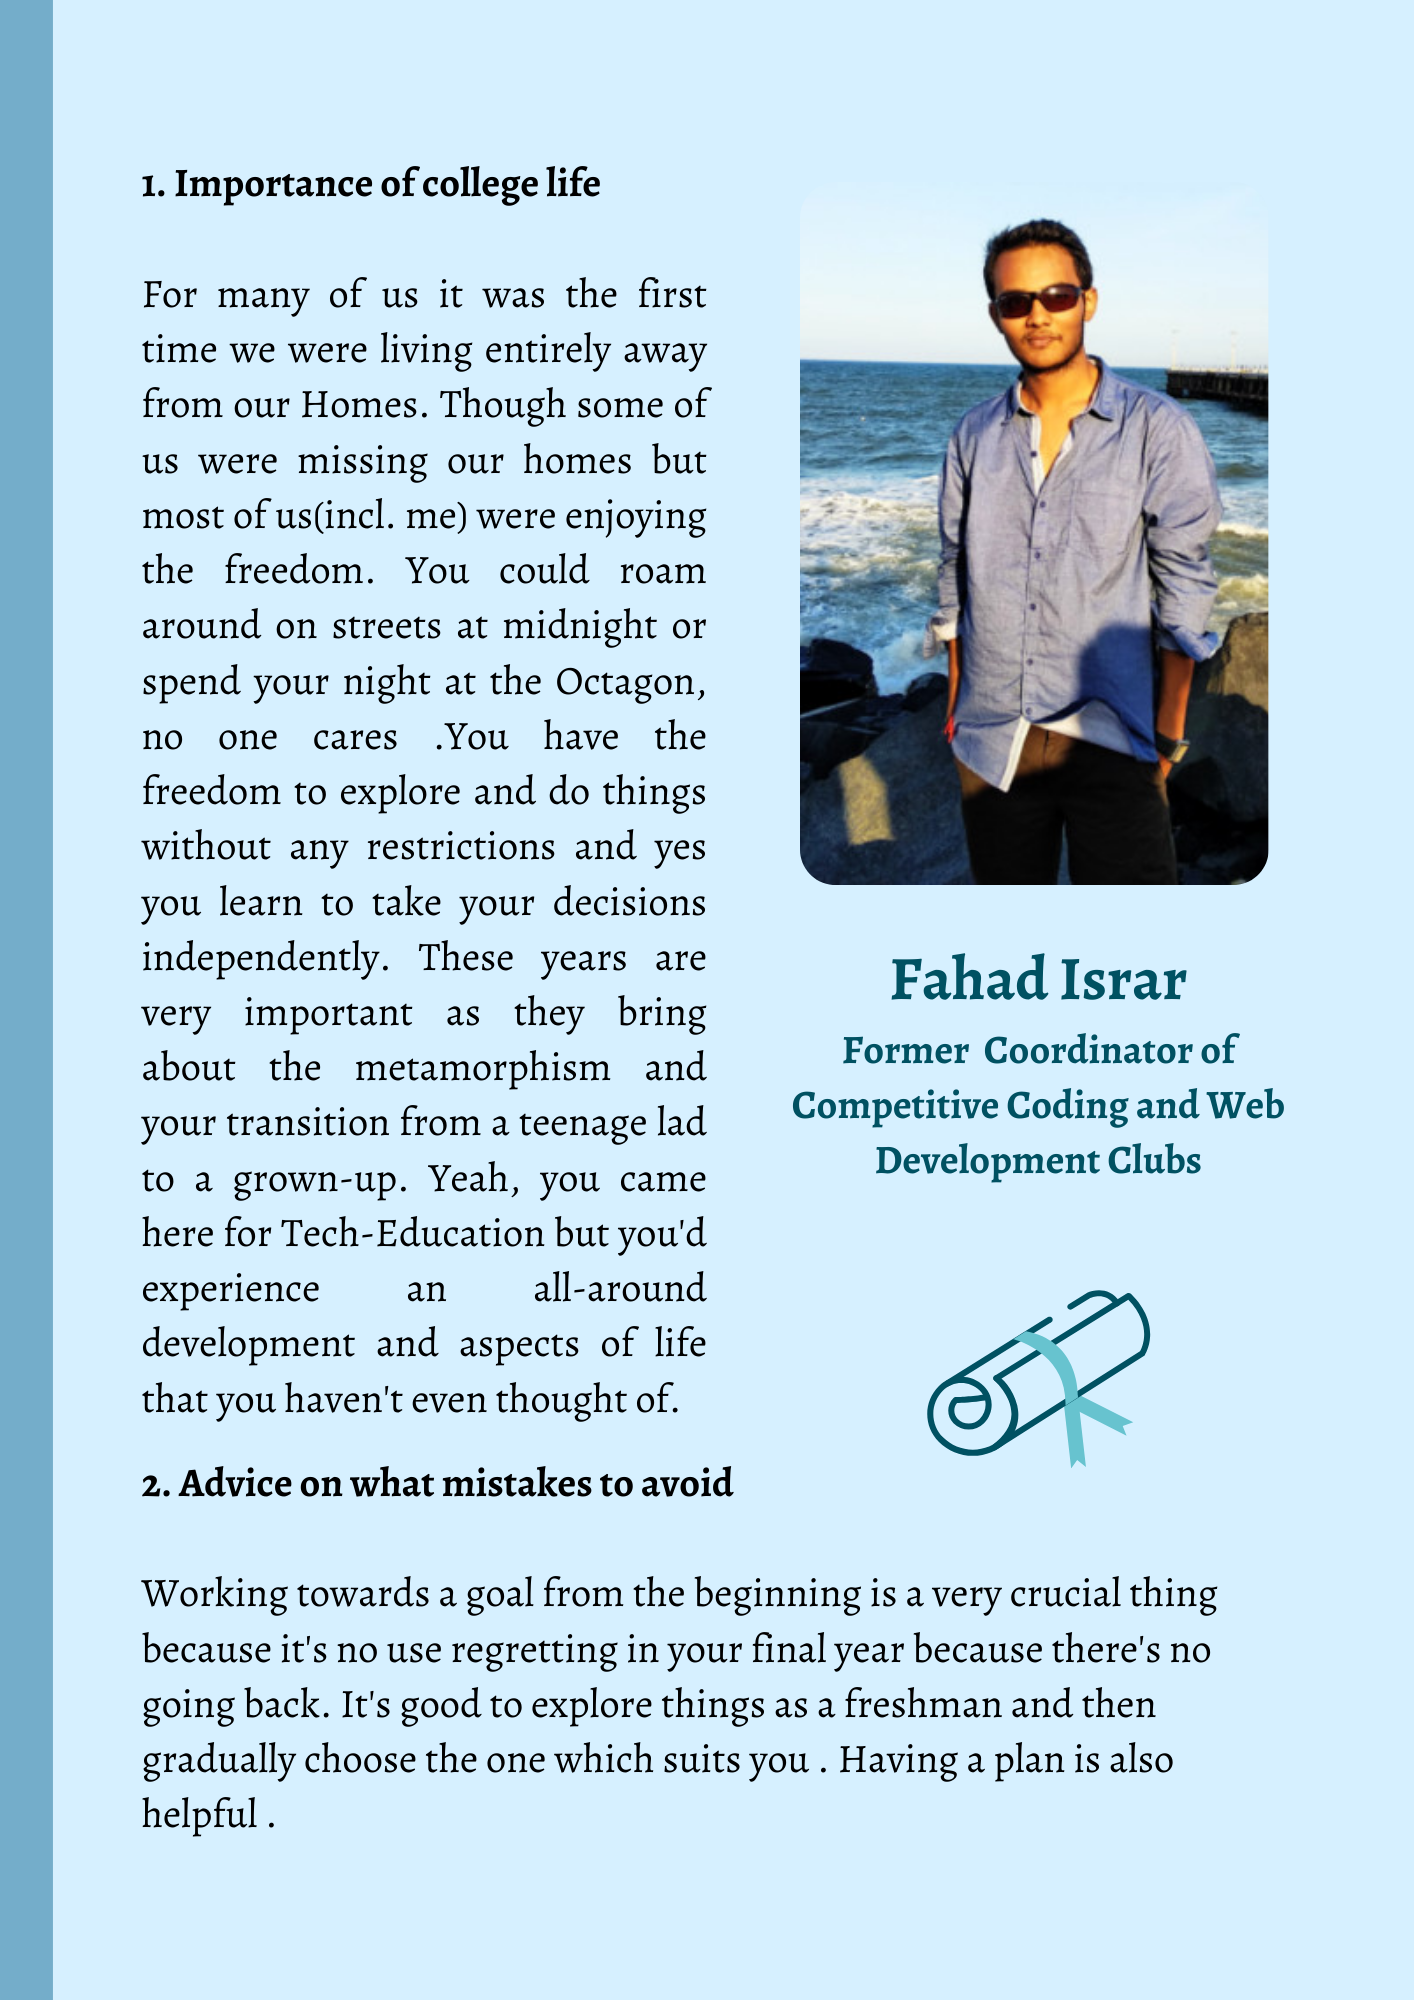 1. Importance of college life
For many of us it was the first
time we were living entirely away
from our Homes. Though some of
us were missing our homes but
most of us(incl. me) were enjoying
the freedom. You could roam
around on streets at midnight or
spend your night at the Octagon,
no one cares .You have the
freedom to explore and do things
without any restrictions and yes
you learn to take your decisions
independently. These years are
very important as they bring
about the metamorphism and
your transition from a teenage lad
to a grown-up. Yeah, you came
here for Tech-Education but you'd
experience an all-around
development and aspects of life
that you haven't even thought of.
Fahad Israr
Former Coordinator of
Competitive Coding and Web
Development Clubs
2. Advice on what mistakes to avoid
Working towards a goal from the beginning is a very crucial thing
because it's no use regretting in your final year because there's no
going back. It's good to explore things as a freshman and then
gradually choose the one which suits you . Having a plan is also
helpful .